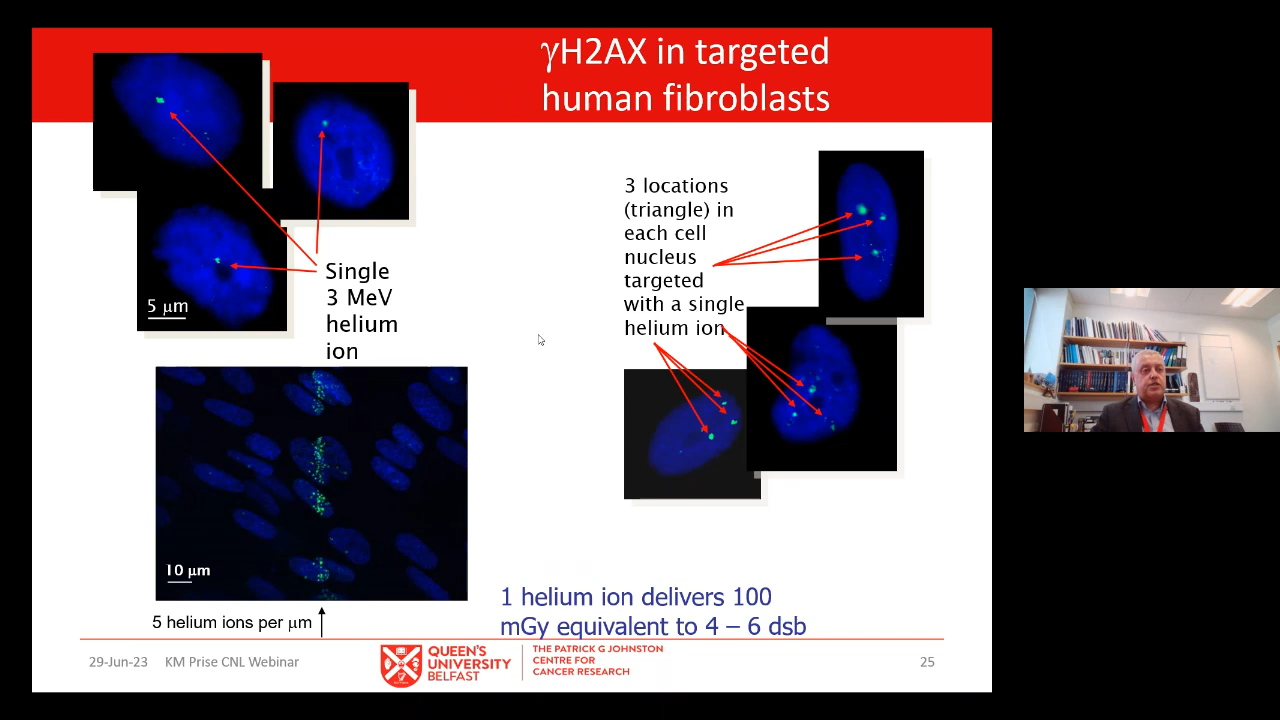 γH2AX in targeted
human fibroblasts
5 μm
Single
3 MeV
helium
ion
3 locations
(triangle) in
each cell
nucleus
targeted
with a single
helium ion
10 μm
5 helium ions per μm
1 helium ion delivers 100
mGy equivalent to 4 – 6 dsb
29-Jun-23
KM Prise CNL Webinar
QUEEN'S
UNIVERSITY
BELFAST
THE PATRICK G JOHNSTON
CENTRE FOR
CANCER RESEARCH
25